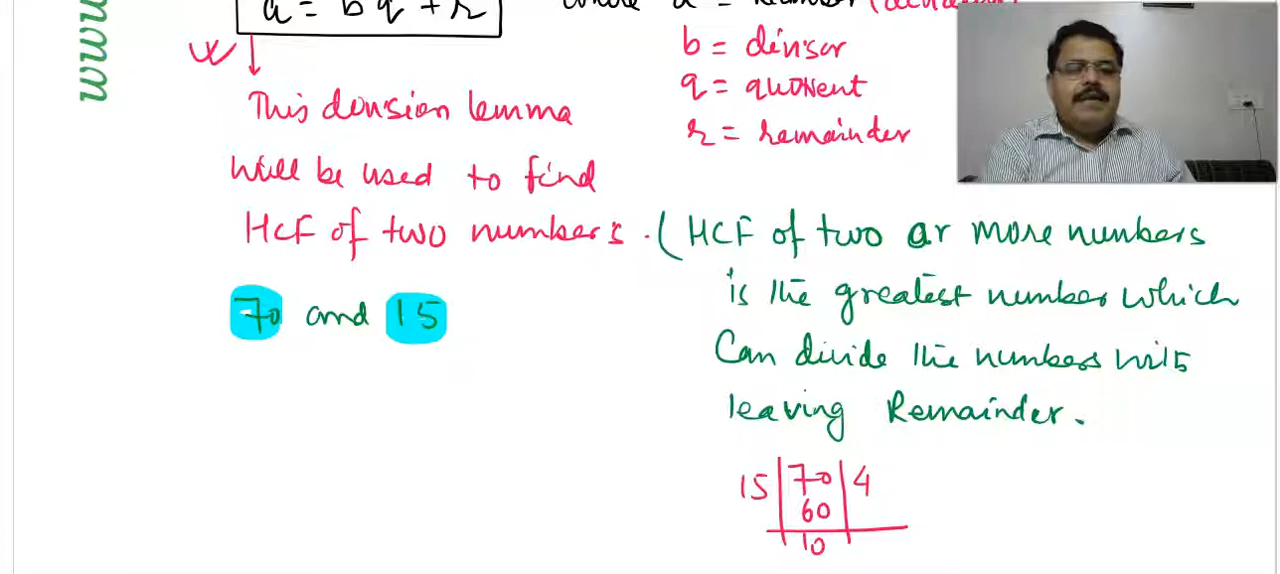 www
a = bq + r
b = divisor
q = quotient
r = remainder
This division lemma
will be used to find
HCF of two numbers. (HCF of two or more numbers
is the greatest number which
Can divide the numbers
leaving Remainder.
70 and 15
15 | 70 | 4
60
10